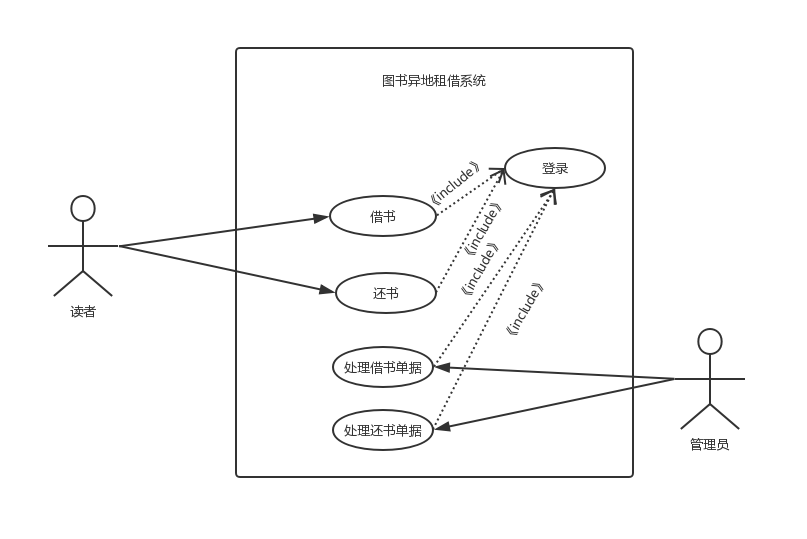 图书异地租借系统
登录
《include》
借书
《include》
《include》
还书
《include》
读者
处理借书单据
处理还书单据
管理员